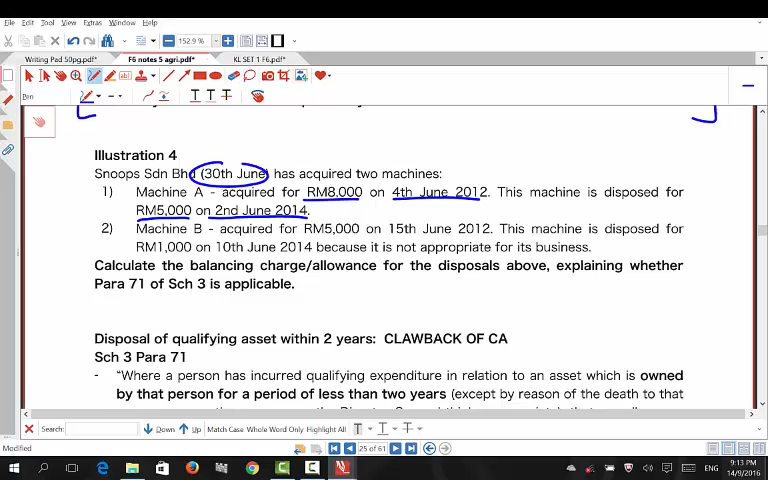 File Edit Tool View Extras Window Help
152.9 %
Writing Pad 50pg.pdf* F6 notes 5 agri.pdf* KL SET 1 F6.pdf*
Pen
Illustration 4
Snoops Sdn Bhd (30th June) has acquired two machines:
1) Machine A - acquired for RM8,000 on 4th June 2012. This machine is disposed for
RM5,000 on 2nd June 2014.
2) Machine B - acquired for RM5,000 on 15th June 2012. This machine is disposed for
RM1,000 on 10th June 2014 because it is not appropriate for its business.
Calculate the balancing charge/allowance for the disposals above, explaining whether
Para 71 of Sch 3 is applicable.
Disposal of qualifying asset within 2 years: CLAWBACK OF CA
Sch 3 Para 71
- "Where a person has incurred qualifying expenditure in relation to an asset which is owned
by that person for a period of less than two years (except by reason of the death to that
Search: Down Up Match Case Whole Word Only Highlight All
Modified 25 of 61
ENG 9:13 PM
14/9/2016